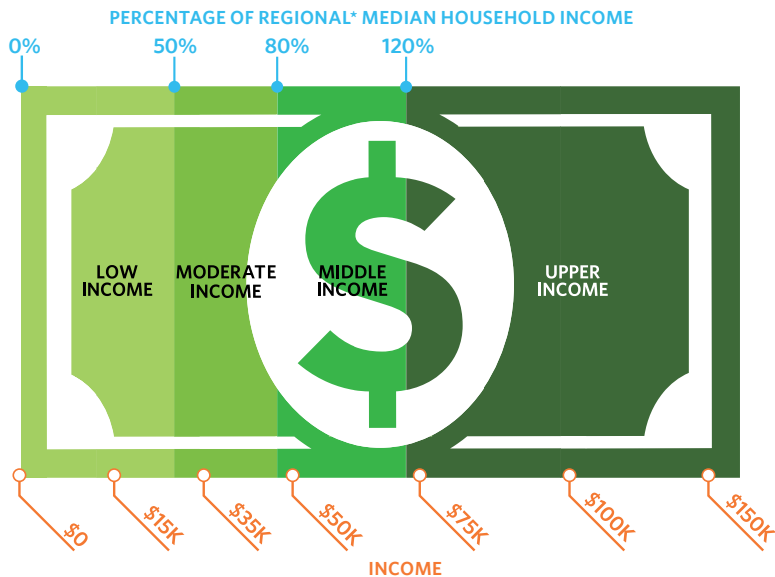 PERCENTAGE OF REGIONAL* MEDIAN HOUSEHOLD INCOME
0% 50% 80% 120%
LOW
INCOME
MODERATE
INCOME
$
MIDDLE
INCOME
UPPER
INCOME
$0 $15K $35K $50K $75K $100K $150K
INCOME